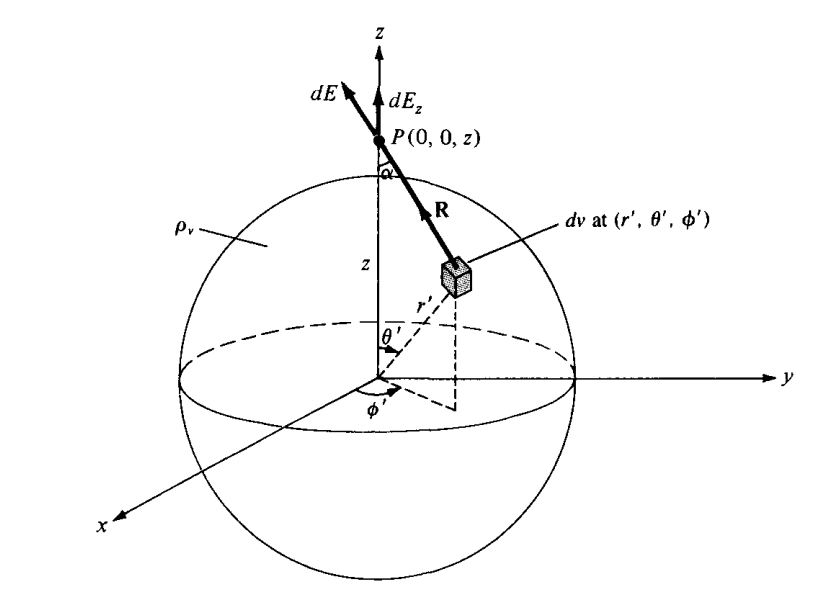 z
dE
dE_z
P(0, 0, z)
α
R
ρ_v
dv at (r′, θ′, ϕ′)
z
r′
θ′
y
ϕ′
x